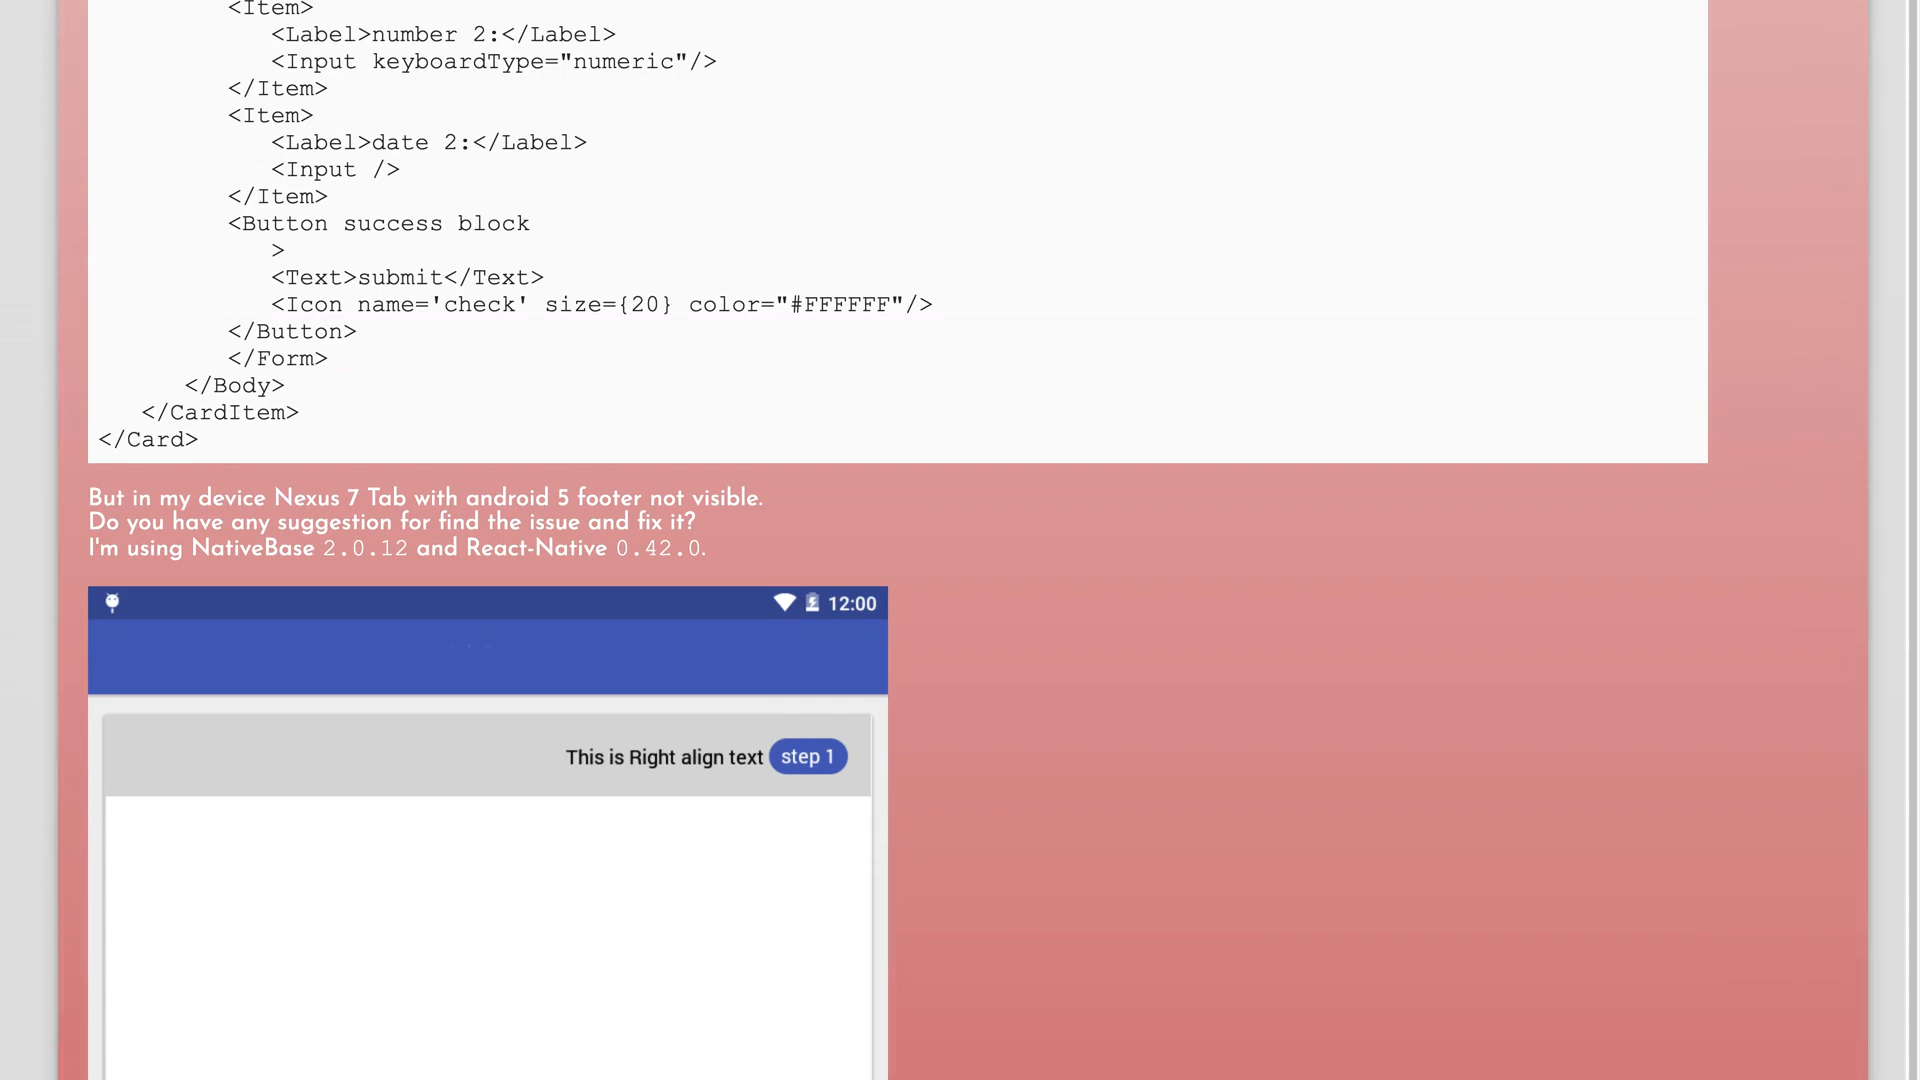 <Item>
<Label>number 2:</Label>
<Input keyboardType="numeric"/>
</Item>
<Item>
<Label>date 2:</Label>
<Input />
</Item>
<Button success block
>
<Text>submit</Text>
<Icon name='check' size={20} color="#FFFFFF"/>
</Button>
</Form>
</Body>
</CardItem>
</Card>
But in my device Nexus 7 Tab with android 5 footer not visible.
Do you have any suggestion for find the issue and fix it?
I'm using NativeBase 2.0.12 and React-Native 0.42.0.
12:00
This is Right align text step 1